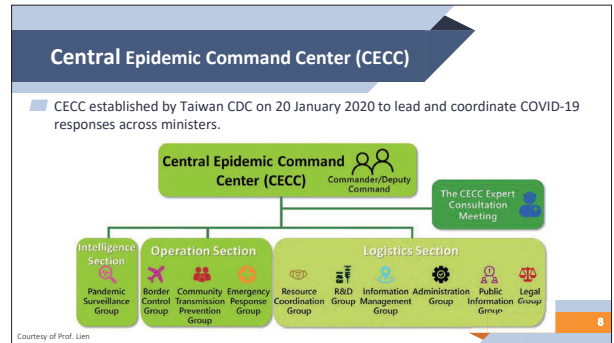 Central Epidemic Command Center (CECC)
CECC established by Taiwan CDC on 20 January 2020 to lead and coordinate COVID-19
responses across ministers.
Central Epidemic Command
Center (CECC)
Commander/Deputy
Command
The CECC Expert
Consultation
Meeting
Intelligence
Section
Pandemic
Surveillance
Group
Operation Section
Border
Control
Group
Community
Transmission
Prevention
Group
Emergency
Response
Group
Logistics Section
Resource
Coordination
Group
R&D
Group
Information
Management
Group
Administration
Group
Public
Information
Group
Legal
Group
8
Courtesy of Prof. Lien